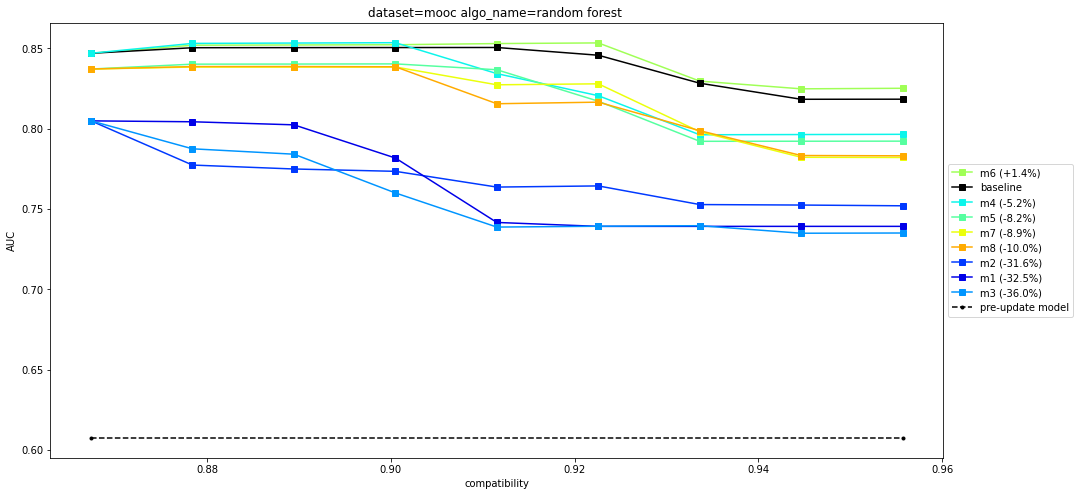 dataset=mooc algo_name=random forest
AUC
0.85
0.80
0.75
0.70
0.65
0.60
0.88
0.90
0.92
0.94
0.96
compatibility
m6 (+1.4%)
baseline
m4 (-5.2%)
m5 (-8.2%)
m7 (-8.9%)
m8 (-10.0%)
m2 (-31.6%)
m1 (-32.5%)
m3 (-36.0%)
pre-update model